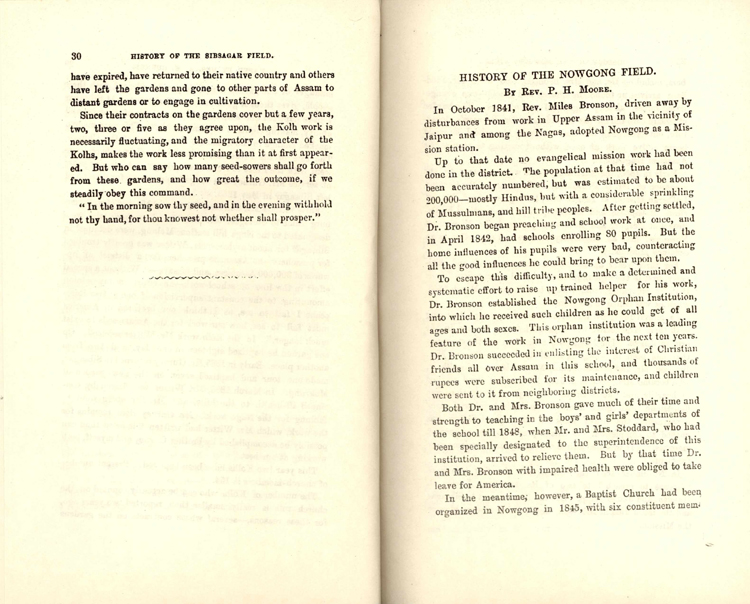 30 HISTORY OF THE SIBSAGAR FIELD.
have expired, have returned to their native country and others
have left the gardens and gone to other parts of Assam to
distant gardens or to engage in cultivation.
Since their contracts on the gardens cover but a few years,
two, three or five as they agree upon, the Kolh work is
necessarily fluctuating, and the migratory character of the
Kolhs, makes the work less promising than it at first appear-
ed. But who can say how many seed-sowers shall go forth
from these gardens, and how great the outcome, if we
steadily obey this command.
"In the morning sow thy seed, and in the evening withhold
not thy hand, for thou knowest not whether shall prosper."
HISTORY OF THE NOWGONG FIELD.
BY REV. P. H. MOORE.
In October 1841, Rev. Miles Bronson, driven away by
disturbances from work in Upper Assam in the vicinity of
Jaipur and among the Nagas, adopted Nowgong as a Mis-
sion station.
Up to that date no evangelical mission work had been
done in the district. The population at that time had not
been accurately numbered, but was estimated to be about
200,000—mostly Hindus, but with a considerable sprinkling
of Mussulmans, and hill tribe peoples. After getting settled,
Dr. Bronson began preaching and school work at once, and
in April 1842, had schools enrolling 80 pupils. But the
home influences of his pupils were very bad, counteracting
all the good influences he could bring to bear upon them.
To escape this difficulty, and to make a determined and
systematic effort to raise up trained helper for his work,
Dr. Bronson established the Nowgong Orphan Institution,
into which he received such children as he could get of all
ages and both sexes. This orphan institution was a leading
feature of the work in Nowgong for the next ten years.
Dr. Bronson succeeded in enlisting the interest of Christian
friends all over Assam in this school, and thousands of
rupees were subscribed for its maintenance, and children
were sent to it from neighboring districts.
Both Dr. and Mrs. Bronson gave much of their time and
strength to teaching in the boys' and girls' departments of
the school till 1848, when Mr. and Mrs. Stoddard, who had
been specially designated to the superintendence of this
institution, arrived to relieve them. But by that time Dr.
and Mrs. Bronson with impaired health were obliged to take
leave for America.
In the meantime; however, a Baptist Church had been
organized in Nowgong in 1845, with six constituent mem-